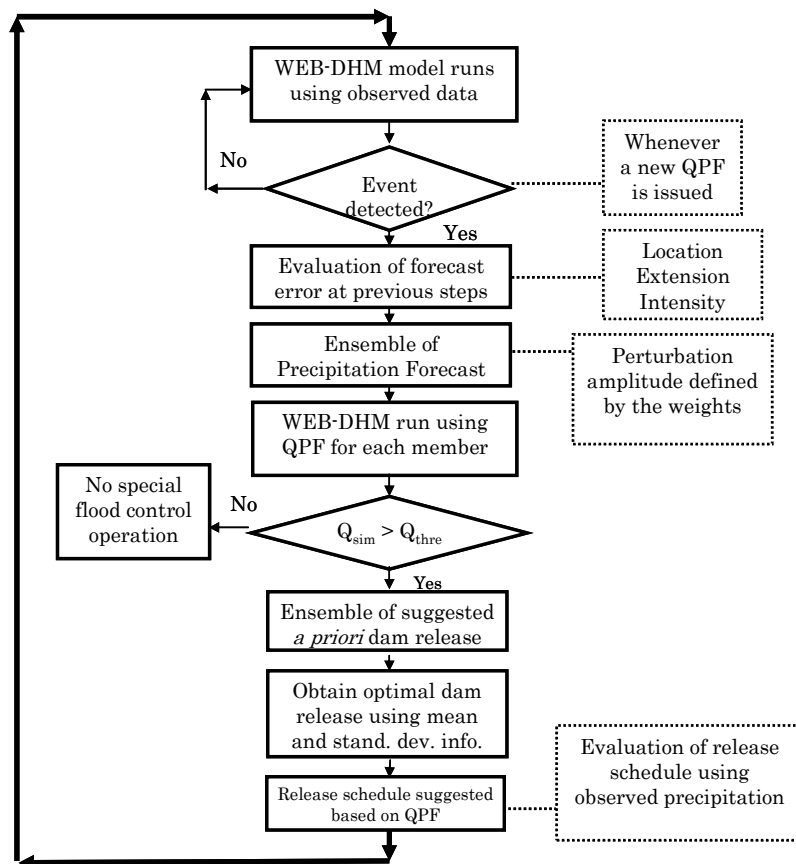 WEB-DHM model runs
using observed data
No
Whenever
a new QPF
is issued
Event
detected?
Yes
Evaluation of forecast
error at previous steps
Location
Extension
Intensity
Ensemble of
Precipitation Forecast
Perturbation
amplitude defined
by the weights
WEB-DHM run using
QPF for each member
No special
flood control
operation
No
Qsim > Qthre
Yes
Ensemble of suggested
a priori dam release
Obtain optimal dam
release using mean
and stand. dev. info.
Evaluation of release
schedule using
observed precipitation
Release schedule suggested
based on QPF